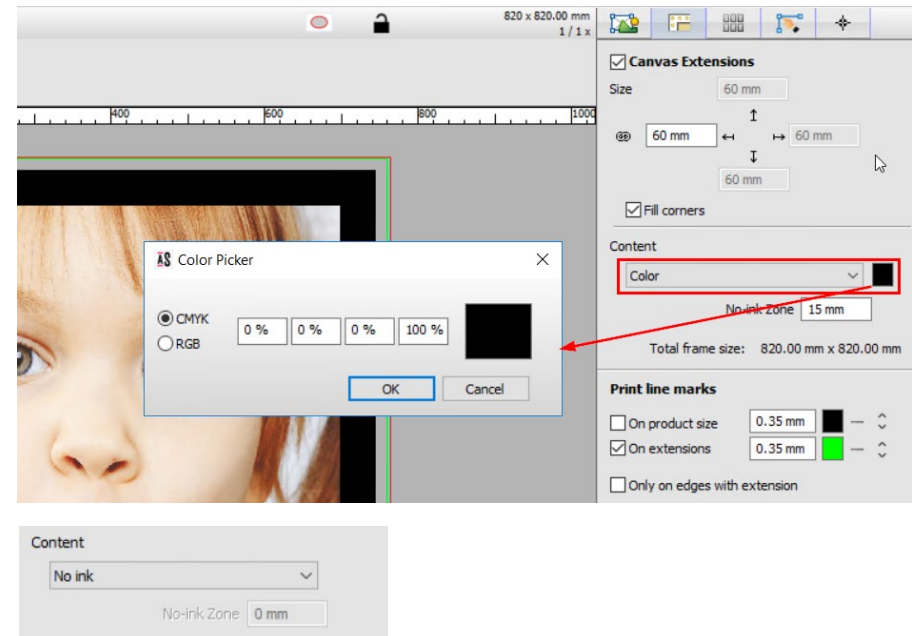 820 x 820.00 mm
1 / 1 x
400
600
800
1000
Canvas Extensions
Size
60 mm
60 mm
60 mm
60 mm
Fill corners
Content
Color
No-ink Zone 15 mm
Total frame size: 820.00 mm x 820.00 mm
Print line marks
On product size 0.35 mm
On extensions 0.35 mm
Only on edges with extension
AS Color Picker
CMYK
RGB
0 % 0 % 0 % 100 %
OK Cancel
Content
No ink
No-ink Zone 0 mm